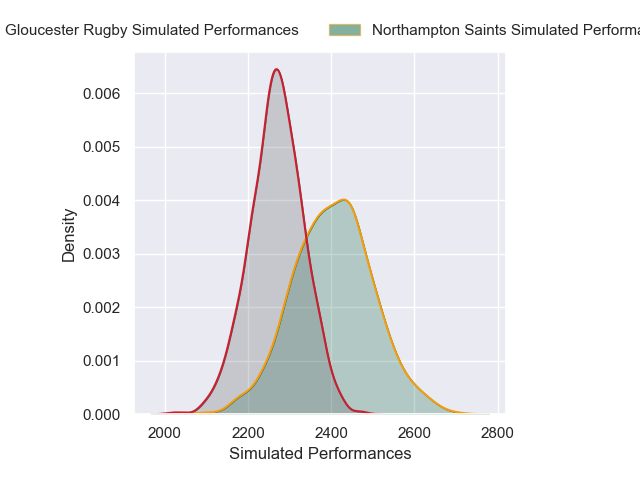 Gloucester Rugby Simulated Performances
Northampton Saints Simulated
0.006
0.005
0.004
0.003
0.002
0.001
0.000
Density
2000 2200 2400 2600 2800
Simulated Performances